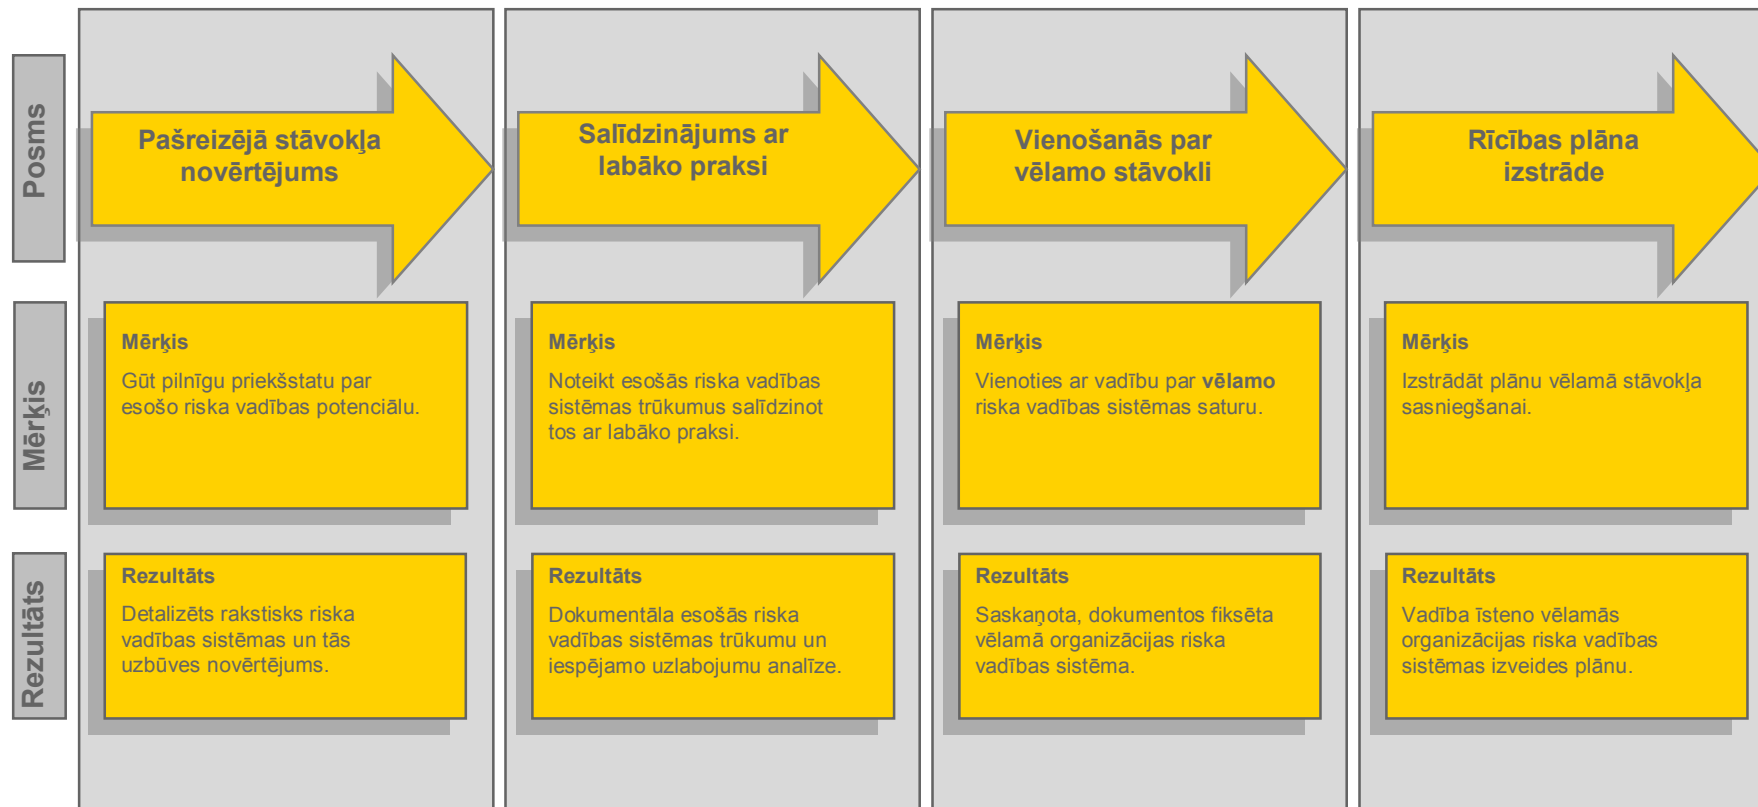 Posms
Pašreizējā stāvokļa
novērtējums
Salīdzinājums ar
labāko praksi
Vienošanās par
vēlamo stāvokli
Rīcības plāna
izstrāde
Mērķis
Mērķis
Gūt pilnīgu priekšstatu par
esošo riska vadības potenciālu.
Mērķis
Noteikt esošās riska vadības
sistēmas trūkumus salīdzinot
tos ar labāko praksi.
Mērķis
Vienoties ar vadību par vēlamo
riska vadības sistēmas saturu.
Mērķis
Izstrādāt plānu vēlamā stāvokļa
sasniegšanai.
Rezultāts
Rezultāts
Detalizēts rakstisks riska
vadības sistēmas un tās
uzbūves novērtējums.
Rezultāts
Dokumentāla esošās riska
vadības sistēmas trūkumu un
iespējamo uzlabojumu analīze.
Rezultāts
Saskaņota, dokumentos fiksēta
vēlamā organizācijas riska
vadības sistēma.
Rezultāts
Vadība īsteno vēlamās
organizācijas riska vadības
sistēmas izveides plānu.